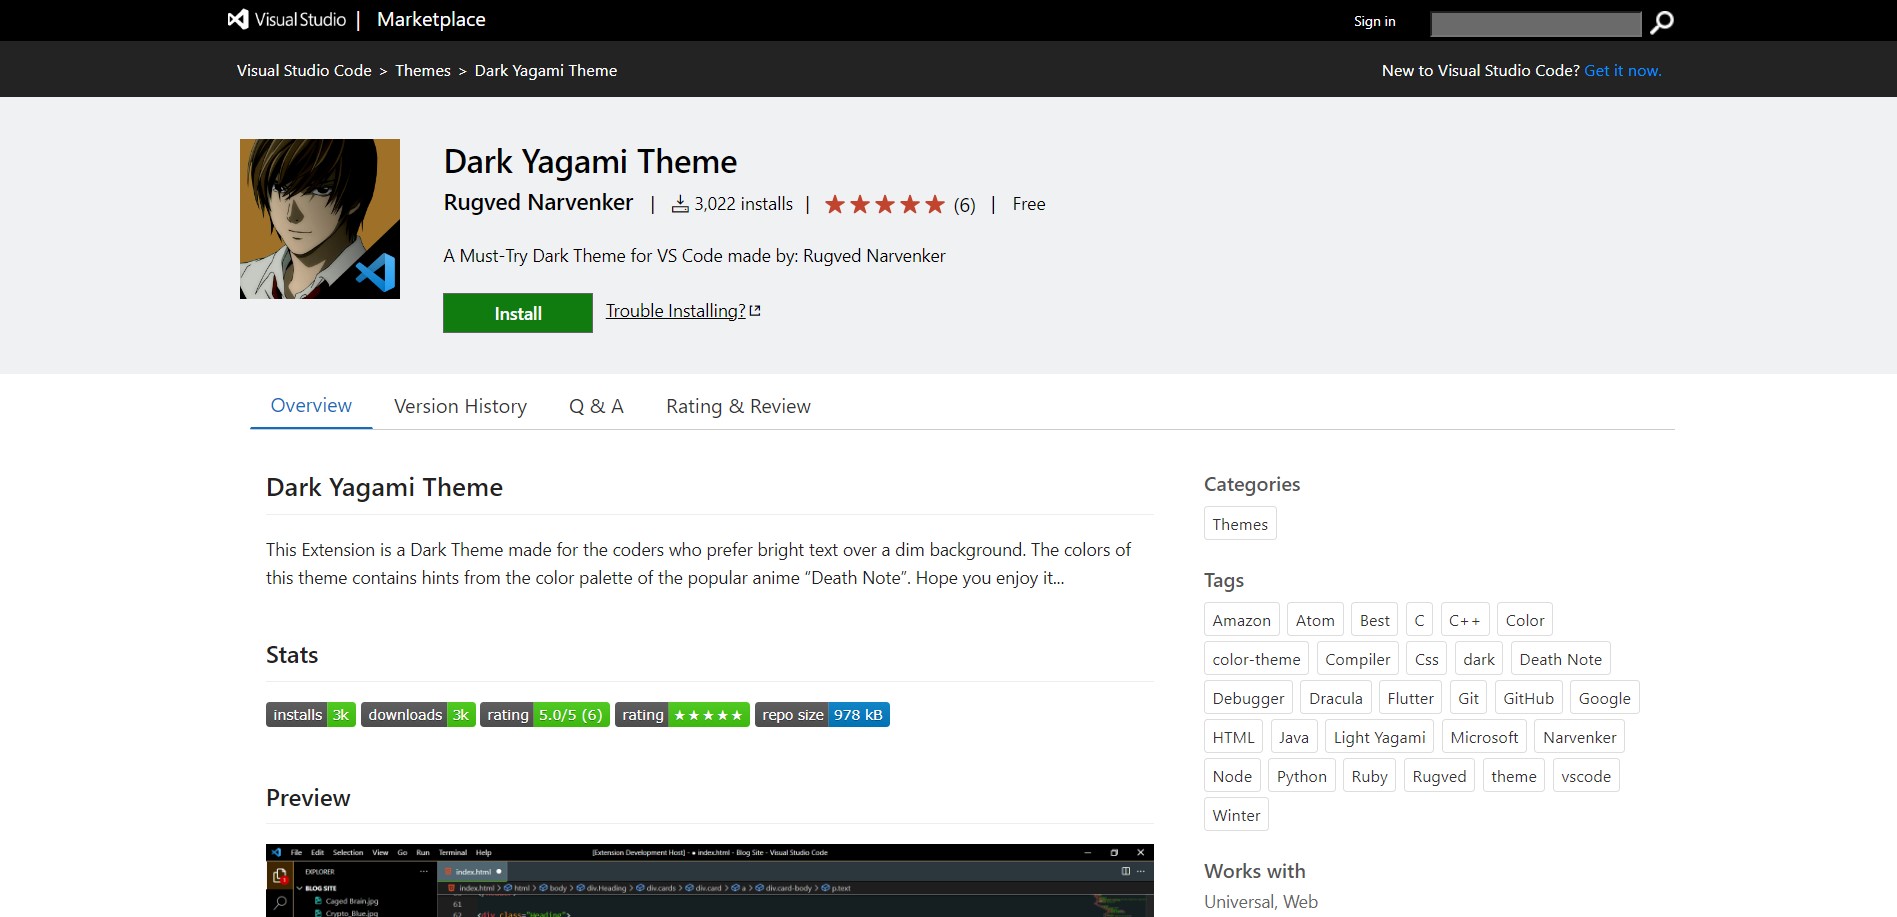 Visual Studio | Marketplace
Sign in
Visual Studio Code > Themes > Dark Yagami Theme
New to Visual Studio Code? Get it now.
Dark Yagami Theme
Rugved Narvenker | 3,022 installs | (6) | Free
A Must-Try Dark Theme for VS Code made by: Rugved Narvenker
Install Trouble Installing?
Overview Version History Q & A Rating & Review
Dark Yagami Theme
This Extension is a Dark Theme made for the coders who prefer bright text over a dim background. The colors of
this theme contains hints from the color palette of the popular anime “Death Note”. Hope you enjoy it...
Stats
installs 3k downloads 3k rating 5.0/5 (6) rating ★★★★★ repo size 978 kB
Preview
File Edit Selection View Go Run Terminal Help [Extension Development Host] - ● index.html - Blog Site - Visual Studio Code
EXPLORER ... index.html ●
BLOG SITE index.html > html > body > div.Heading > div.cards > div.card > a > div.card-body > p.text
Caged Brain.jpg 61
Crypto_Blue.jpg 62 <div class="Heading">
Categories
Themes
Tags
Amazon Atom Best C C++ Color
color-theme Compiler Css dark Death Note
Debugger Dracula Flutter Git GitHub Google
HTML Java Light Yagami Microsoft Narvenker
Node Python Ruby Rugved theme vscode
Winter
Works with
Universal, Web